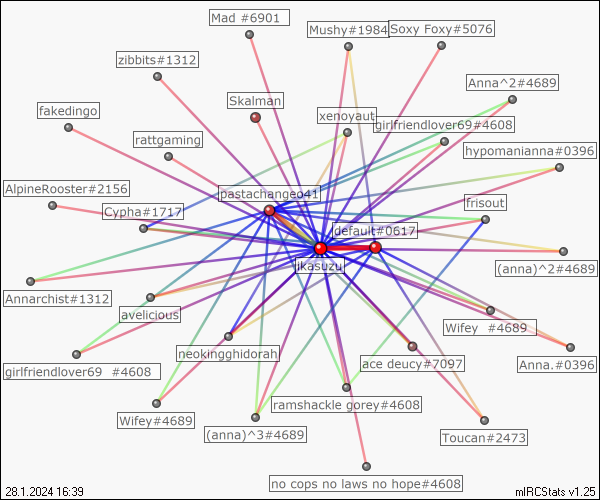 Mad #6901
Mushy#1984
Soxy Foxy#5076
zibbits#1312
Anna^2#4689
Skalman
fakedingo
xenoyaut
girlfriendlover69#4608
rattgaming
hypomanianna#0396
AlpineRooster#2156
pastachangeo41
frisout
Cypha#1717
default#0617
ikasuzu
(anna)^2#4689
Annarchist#1312
avelicious
Wifey #4689
neokingghidorah
ace deucy#7097
Anna.#0396
girlfriendlover69 #4608
ramshackle gorey#4608
Wifey#4689
(anna)^3#4689
Toucan#2473
no cops no laws no hope#4608
28.1.2024 16:39
mIRCStats v1.25